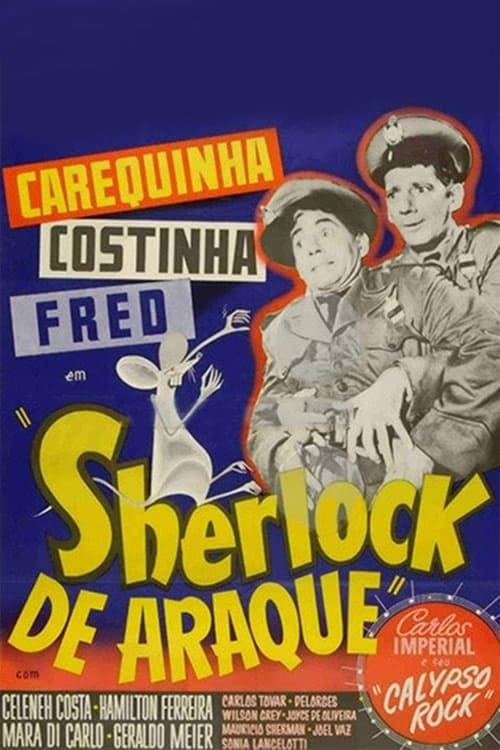 CAREQUINHA
COSTINHA
FRED
em
"Sherlock
DE ARAQUE"
com
CELENEH COSTA · HAMILTON FERREIRA
MARA DI CARLO · GERALDO MEIER
CARLOS TOVAR · DELORGES
WILSON GREY · JOYCE DE OLIVEIRA
MAURICIO SHERMAN · JOEL VAZ
SONIA LANCELOTTI
Carlos
IMPERIAL
e seu
"CALYPSO
ROCK"